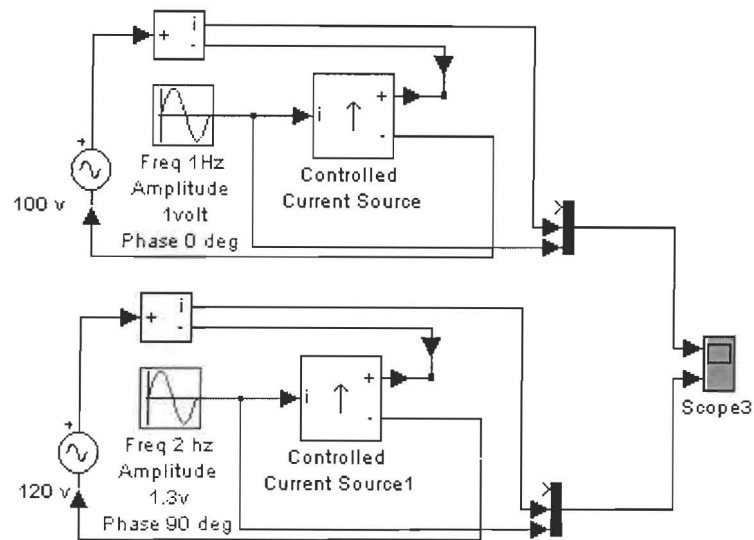 +
i
-
i
+
-
+
Freq 1Hz
Amplitude
1volt
Phase 0 deg
Controlled
Current Source
100 v
+
i
-
i
+
-
+
Freq 2 hz
Amplitude
1.3v
Phase 90 deg
Controlled
Current Source1
120 v
Scope3